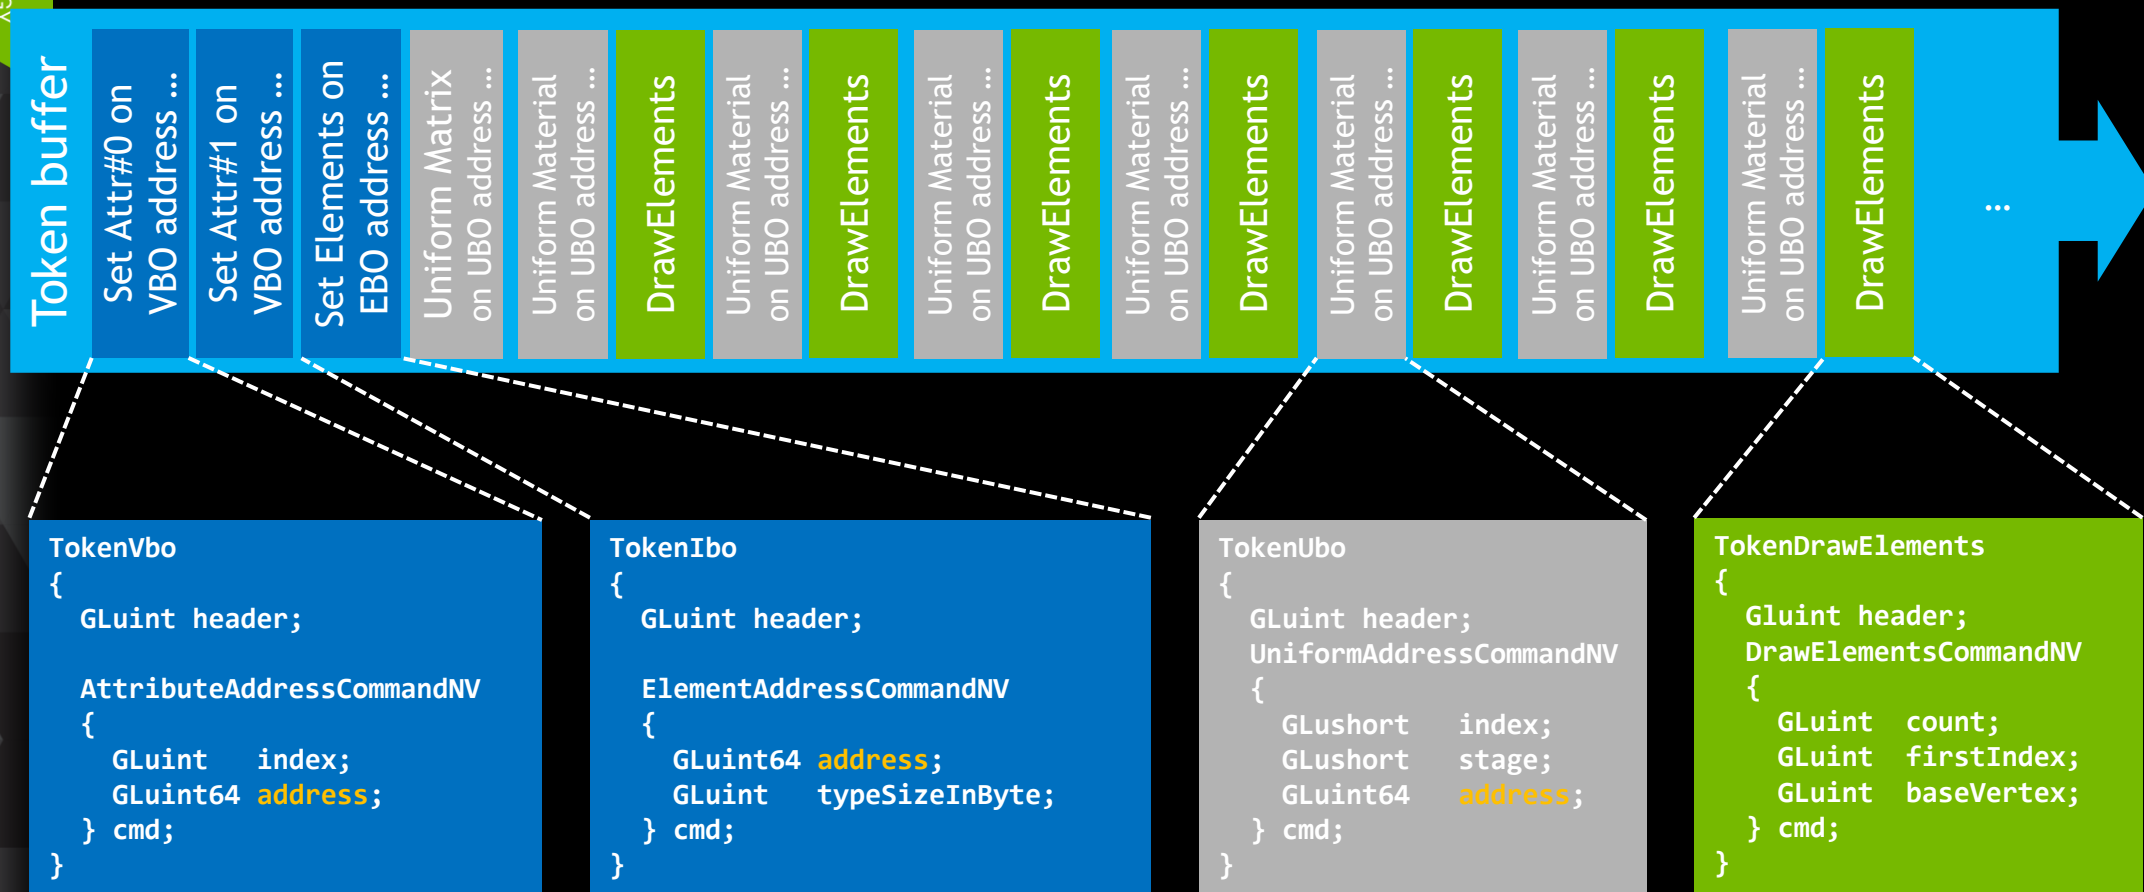 Token buffer
Set Attr#0 on
VBO address ...
Set Attr#1 on
VBO address ...
Set Elements on
EBO address ...
Uniform Matrix
on UBO address ...
Uniform Material
on UBO address ...
DrawElements
Uniform Material
on UBO address ...
DrawElements
Uniform Material
on UBO address ...
DrawElements
Uniform Material
on UBO address ...
DrawElements
Uniform Material
on UBO address ...
DrawElements
Uniform Material
on UBO address ...
DrawElements
Uniform Material
on UBO address ...
DrawElements
...
TokenVbo
{
GLuint header;
AttributeAddressCommandNV
{
GLuint index;
GLuint64 address;
} cmd;
}
TokenIbo
{
GLuint header;
ElementAddressCommandNV
{
GLuint64 address;
GLuint typeSizeInByte;
} cmd;
}
TokenUbo
{
GLuint header;
UniformAddressCommandNV
{
GLushort index;
GLushort stage;
GLuint64 address;
} cmd;
}
TokenDrawElements
{
Gluint header;
DrawElementsCommandNV
{
GLuint count;
GLuint firstIndex;
GLuint baseVertex;
} cmd;
}